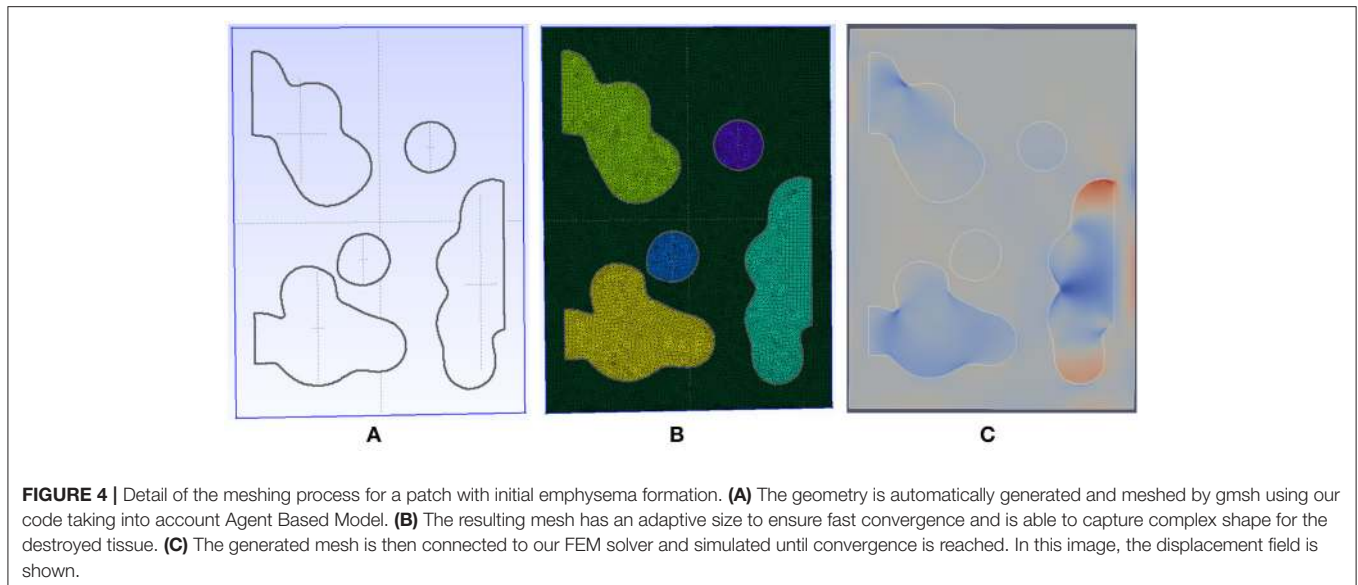 A
B
C
FIGURE 4 | Detail of the meshing process for a patch with initial emphysema formation. (A) The geometry is automatically generated and meshed by gmsh using our
code taking into account Agent Based Model. (B) The resulting mesh has an adaptive size to ensure fast convergence and is able to capture complex shape for the
destroyed tissue. (C) The generated mesh is then connected to our FEM solver and simulated until convergence is reached. In this image, the displacement field is
shown.